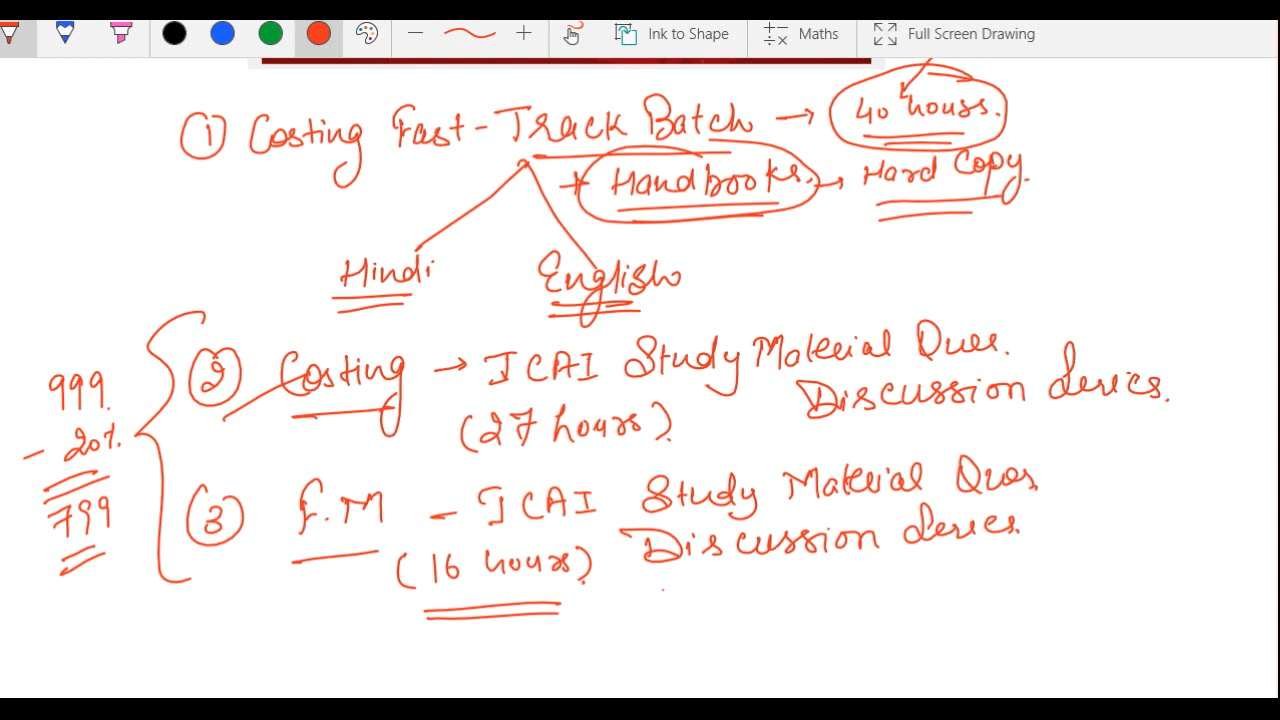 Ink to Shape
Maths
Full Screen Drawing
① Costing Fast-Track Batch → 40 hours.
+ Handbooks. → Hard Copy.
Hindi English
② Costing → ICAI Study Material Ques.
Discussion Series.
(27 hours).
999.
- 20%.
799
③ F.M - ICAI Study Material Ques
Discussion Series.
(16 hours).